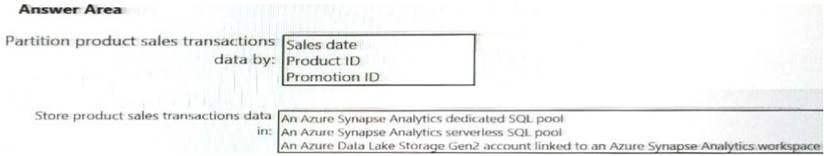 Answer Area
Partition product sales transactions data by:
Sales date
Product ID
Promotion ID
Store product sales transactions data in:
An Azure Synapse Analytics dedicated SQL pool
An Azure Synapse Analytics serverless SQL pool
An Azure Data Lake Storage Gen2 account linked to an Azure Synapse Analytics workspace